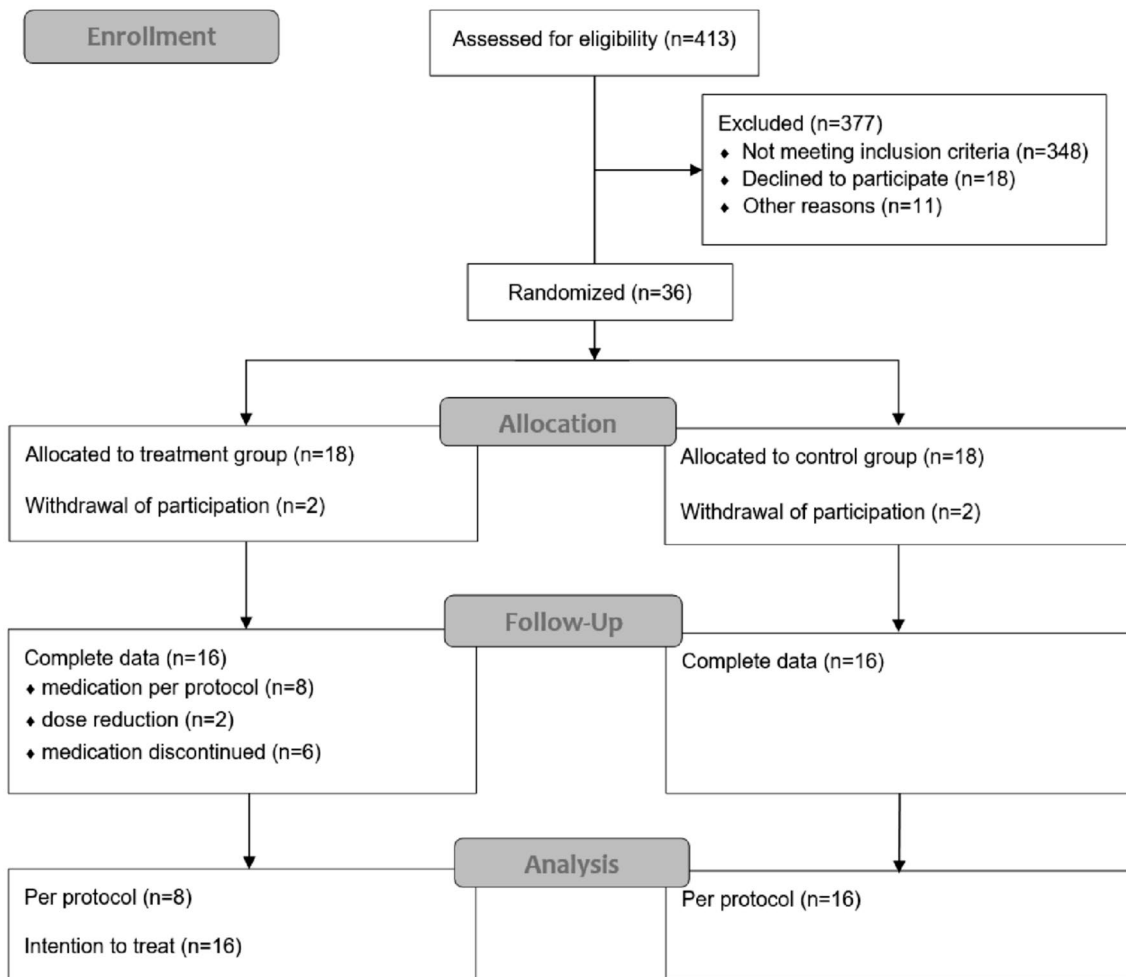 Enrollment
Assessed for eligibility (n=413)
Excluded (n=377)
♦ Not meeting inclusion criteria (n=348)
♦ Declined to participate (n=18)
♦ Other reasons (n=11)
Randomized (n=36)
Allocation
Allocated to treatment group (n=18)
Withdrawal of participation (n=2)
Allocated to control group (n=18)
Withdrawal of participation (n=2)
Follow-Up
Complete data (n=16)
♦ medication per protocol (n=8)
♦ dose reduction (n=2)
♦ medication discontinued (n=6)
Complete data (n=16)
Analysis
Per protocol (n=8)
Intention to treat (n=16)
Per protocol (n=16)